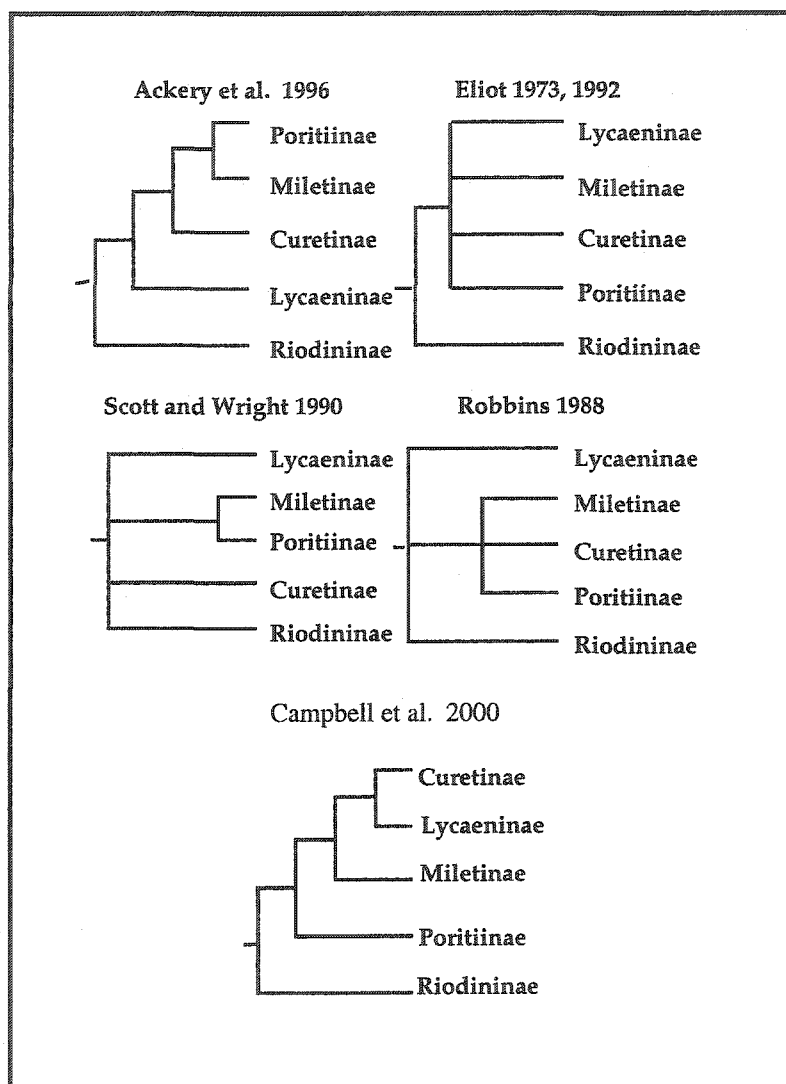 Ackery et al. 1996
Poritiinae
Miletinae
Curetinae
Lycaeninae
Riodininae
Eliot 1973, 1992
Lycaeninae
Miletinae
Curetinae
Poritiinae
Riodininae
Scott and Wright 1990
Lycaeninae
Miletinae
Poritiinae
Curetinae
Riodininae
Robbins 1988
Lycaeninae
Miletinae
Curetinae
Poritiinae
Riodininae
Campbell et al. 2000
Curetinae
Lycaeninae
Miletinae
Poritiinae
Riodininae